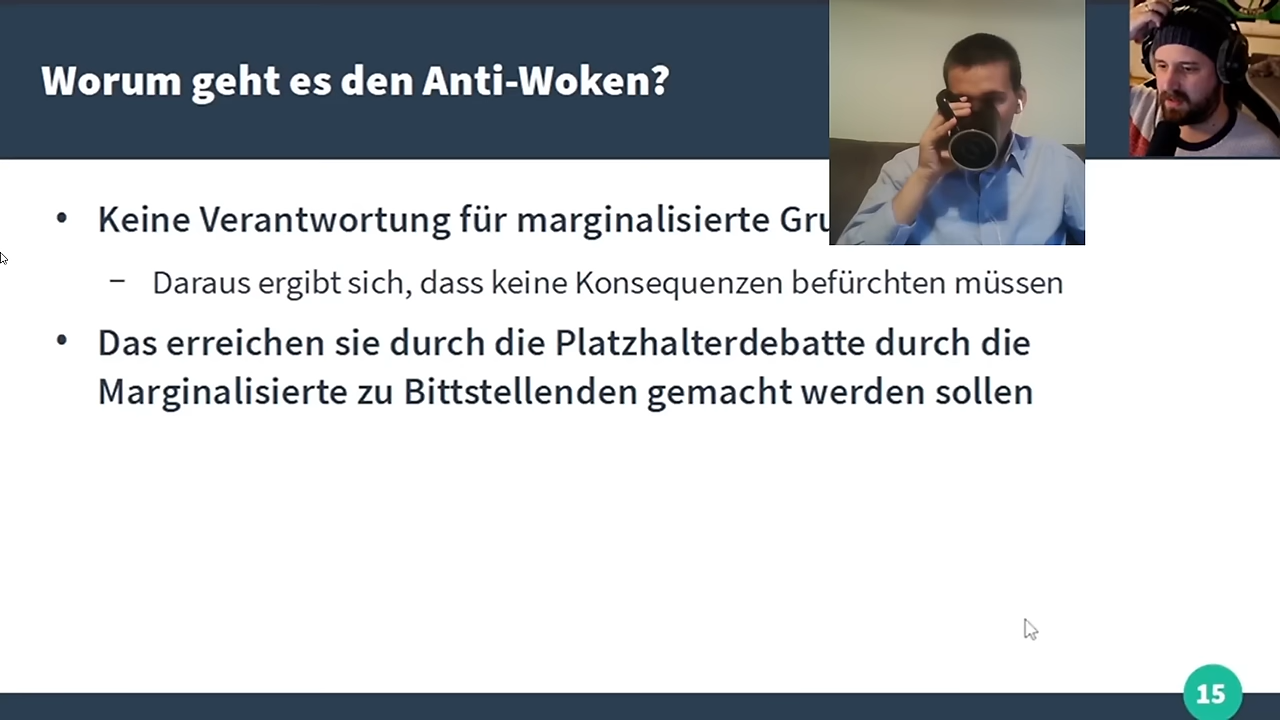 Worum geht es den Anti-Woken?
• Keine Verantwortung für marginalisierte
– Daraus ergibt sich, dass keine Konsequenzen befürchten müssen
• Das erreichen sie durch die Platzhalterdebatte durch die
Marginalisierte zu Bittstellenden gemacht werden sollen
15